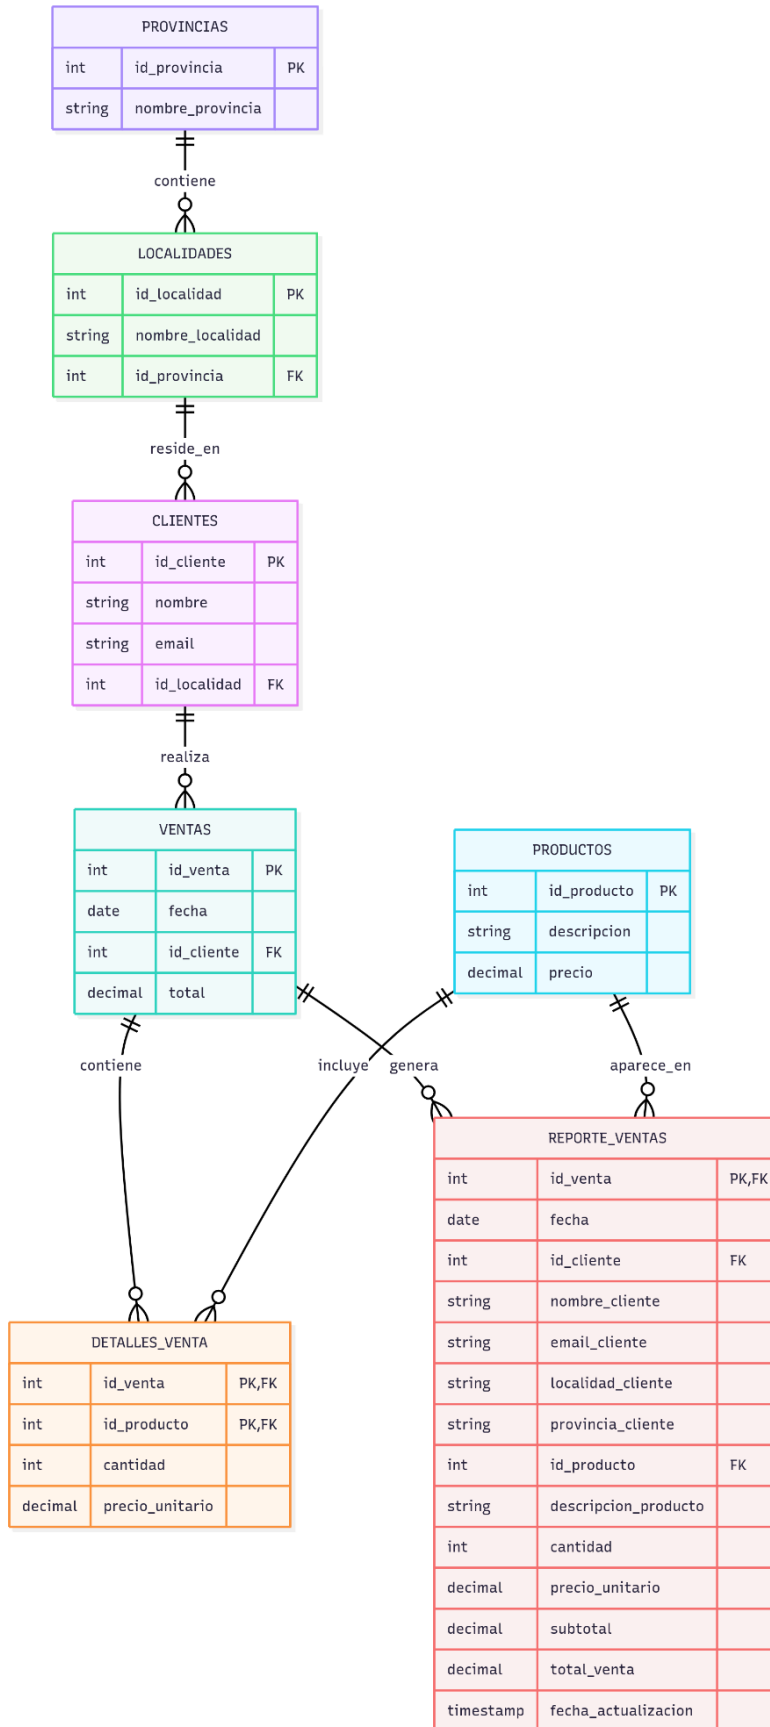 PROVINCIAS
int id_provincia PK
string nombre_provincia
contiene
LOCALIDADES
int id_localidad PK
string nombre_localidad
int id_provincia FK
reside_en
CLIENTES
int id_cliente PK
string nombre
string email
int id_localidad FK
realiza
VENTAS
int id_venta PK
date fecha
int id_cliente FK
decimal total
PRODUCTOS
int id_producto PK
string descripcion
decimal precio
contiene
incluye
genera
aparece_en
REPORTE_VENTAS
int id_venta PK,FK
date fecha
int id_cliente FK
string nombre_cliente
string email_cliente
string localidad_cliente
string provincia_cliente
int id_producto FK
string descripcion_producto
int cantidad
decimal precio_unitario
decimal subtotal
decimal total_venta
timestamp fecha_actualizacion
DETALLES_VENTA
int id_venta PK,FK
int id_producto PK,FK
int cantidad
decimal precio_unitario